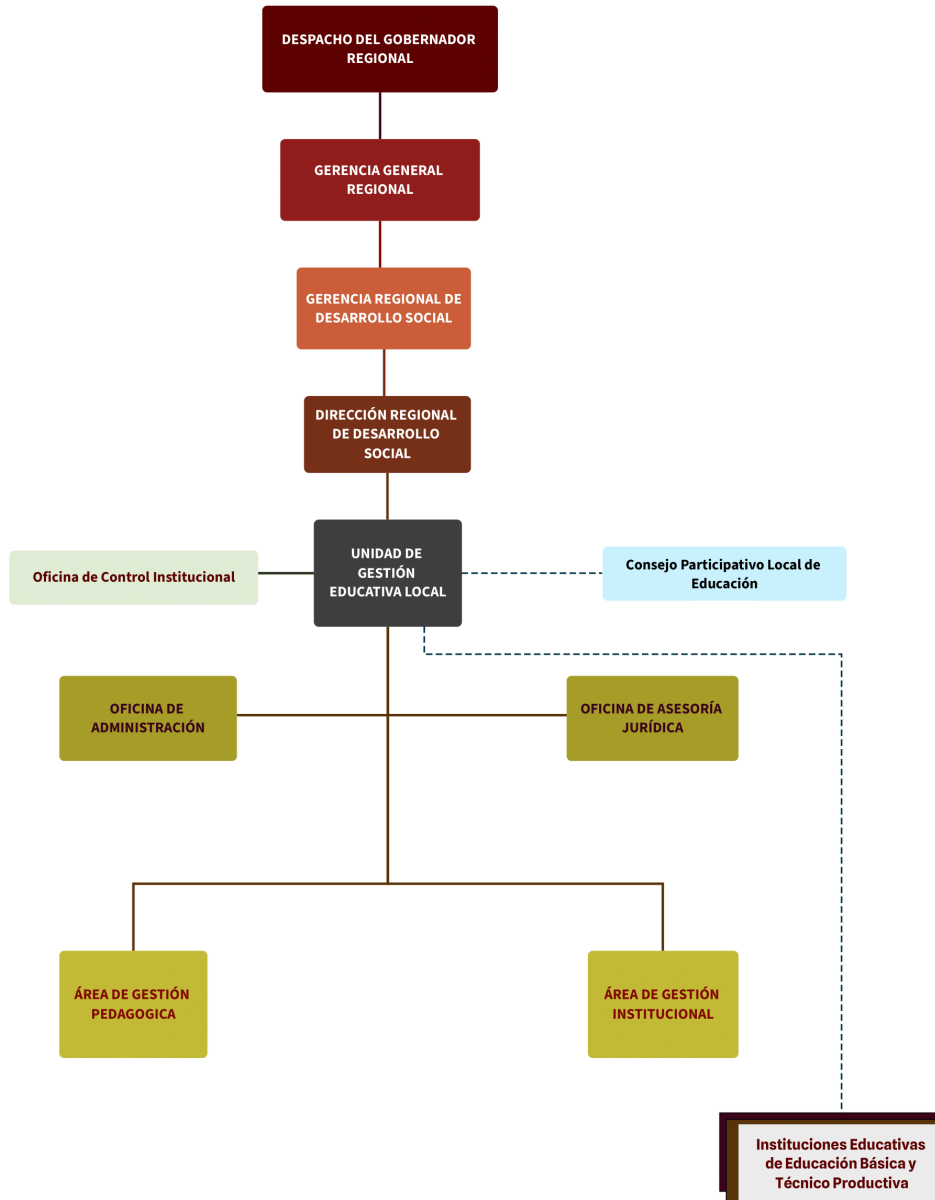 DESPACHO DEL GOBERNADOR
REGIONAL
GERENCIA GENERAL
REGIONAL
GERENCIA REGIONAL DE
DESARROLLO SOCIAL
DIRECCIÓN REGIONAL
DE DESARROLLO
SOCIAL
UNIDAD DE
GESTIÓN
EDUCATIVA LOCAL
Oficina de Control Institucional
Consejo Participativo Local de
Educación
OFICINA DE
ADMINISTRACIÓN
OFICINA DE ASESORÍA
JURÍDICA
ÁREA DE GESTIÓN
PEDAGOGICA
ÁREA DE GESTIÓN
INSTITUCIONAL
Instituciones Educativas
de Educación Básica y
Técnico Productiva